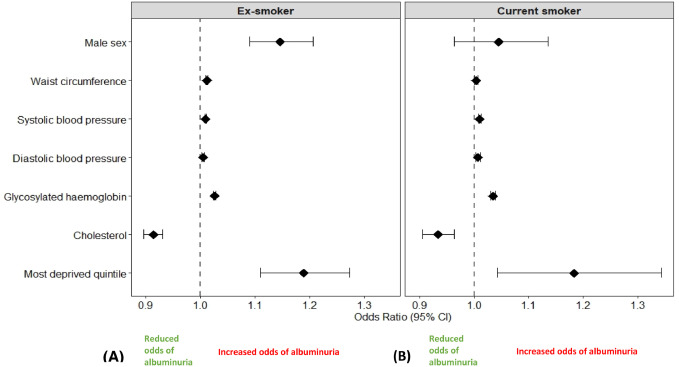 Ex-smoker
Current smoker
Male sex
Waist circumference
Systolic blood pressure
Diastolic blood pressure
Glycosylated haemoglobin
Cholesterol
Most deprived quintile
0.9 1.0 1.1 1.2 1.3
0.9 1.0 1.1 1.2 1.3
Odds Ratio (95% CI)
(A)
Reduced
odds of
albuminuria
Increased odds of albuminuria
(B)
Reduced
odds of
albuminuria
Increased odds of albuminuria